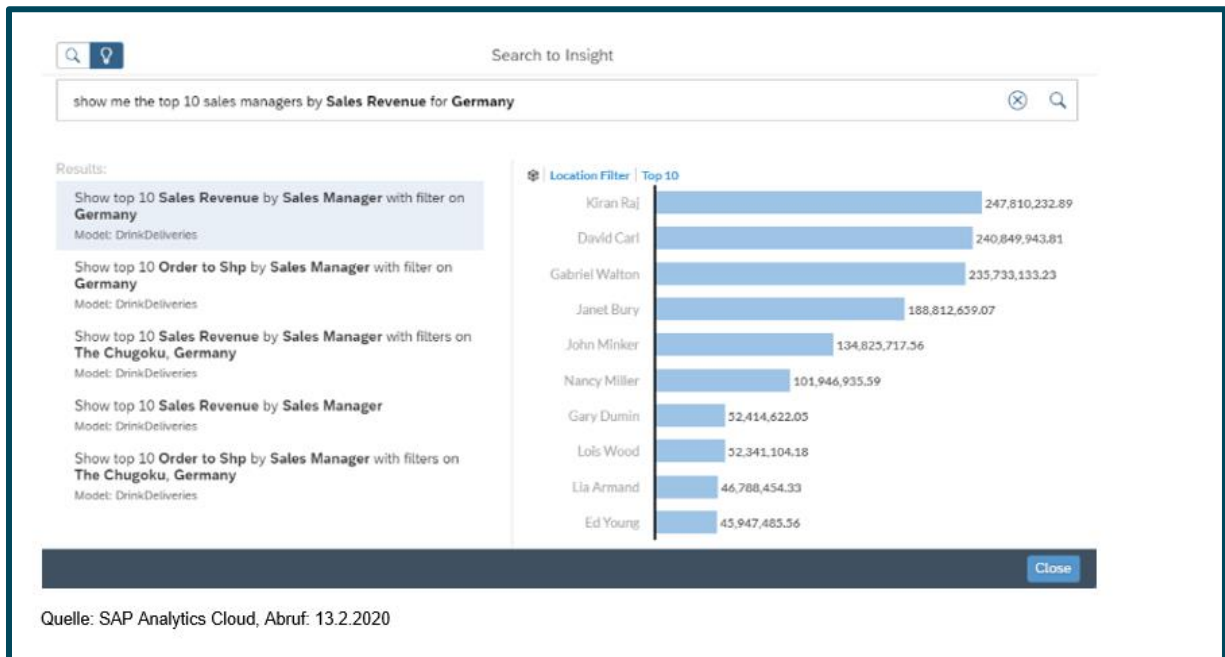 Search to Insight
show me the top 10 sales managers by Sales Revenue for Germany
Results:
Show top 10 Sales Revenue by Sales Manager with filter on
Germany
Model: DrinkDeliveries
Show top 10 Order to Shp by Sales Manager with filter on
Germany
Model: DrinkDeliveries
Show top 10 Sales Revenue by Sales Manager with filters on
The Chugoku, Germany
Model: DrinkDeliveries
Show top 10 Sales Revenue by Sales Manager
Model: DrinkDeliveries
Show top 10 Order to Shp by Sales Manager with filters on
The Chugoku, Germany
Model: DrinkDeliveries
Location Filter | Top 10
Kiran Raj 247,810,232.89
David Carl 240,849,943.81
Gabriel Walton 235,733,133.23
Janet Bury 188,812,659.07
John Minker 134,825,717.56
Nancy Miller 101,946,935.59
Gary Dumin 52,414,622.05
Lois Wood 52,341,104.18
Lia Armand 46,788,454.33
Ed Young 45,947,485.56
Close
Quelle: SAP Analytics Cloud, Abruf: 13.2.2020